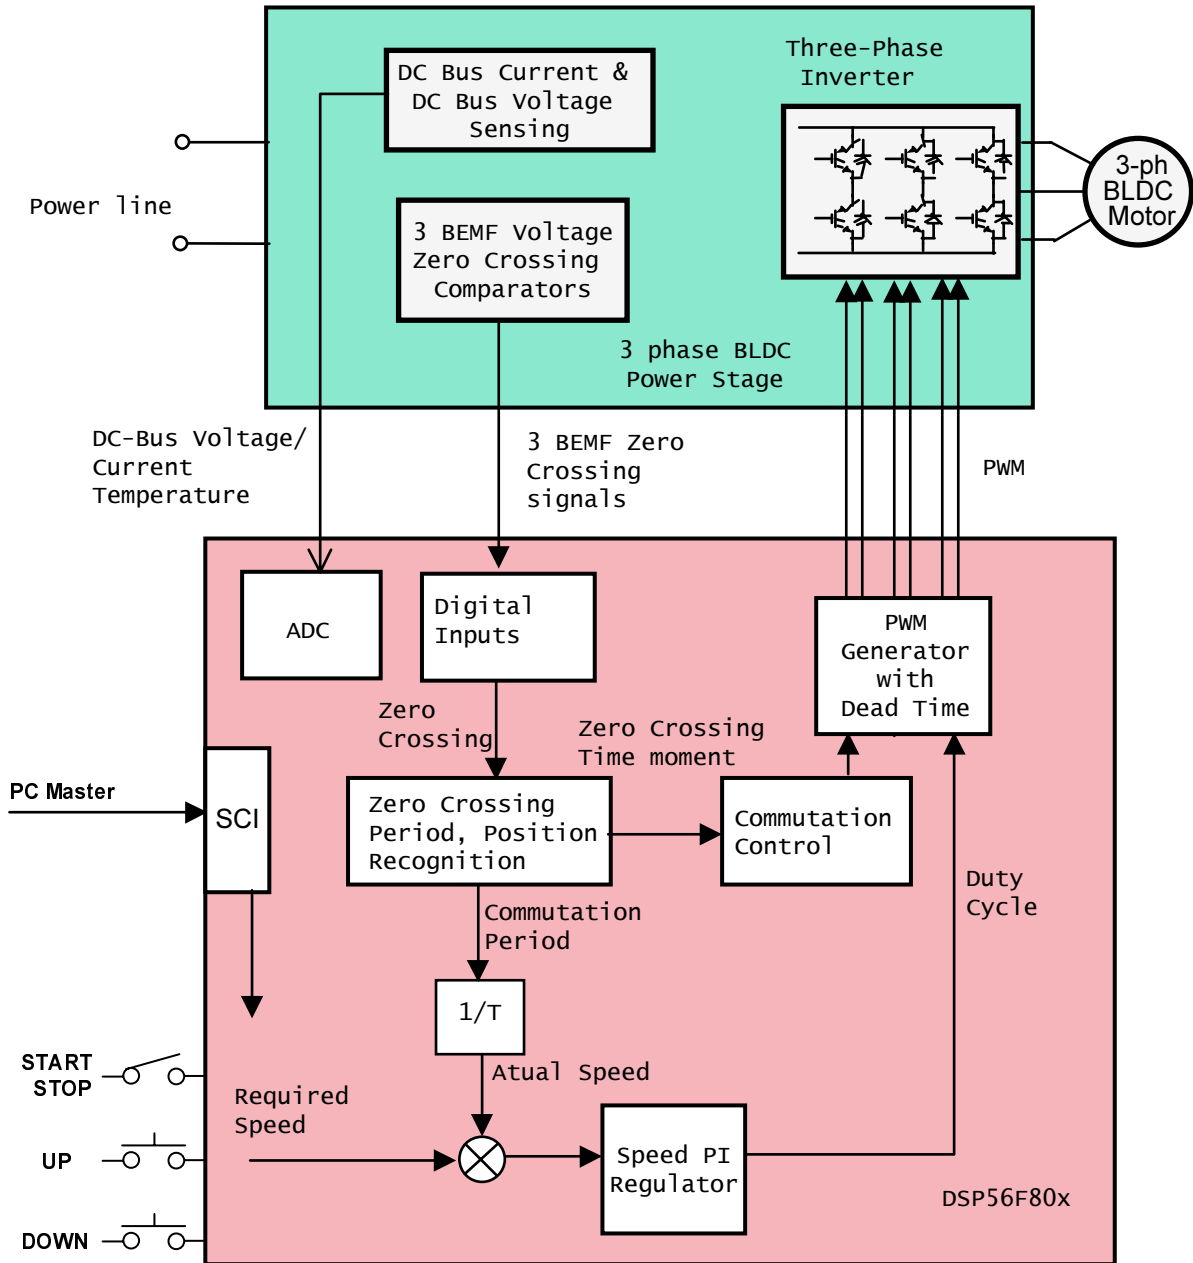 Three-Phase
Inverter
DC Bus Current &
DC Bus Voltage
Sensing
3-ph
BLDC
Motor
Power line
3 BEMF Voltage
Zero Crossing
Comparators
3 phase BLDC
Power Stage
DC-Bus Voltage/
Current
Temperature
3 BEMF Zero
Crossing
signals
PWM
ADC
Digital
Inputs
PWM
Generator
with
Dead Time
Zero
Crossing
Zero Crossing
Time moment
PC Master
SCI
Zero Crossing
Period, Position
Recognition
Commutation
Control
Duty
Cycle
Commutation
Period
1/T
START
STOP
Atual Speed
Required
Speed
UP
Speed PI
Regulator
DSP56F80x
DOWN